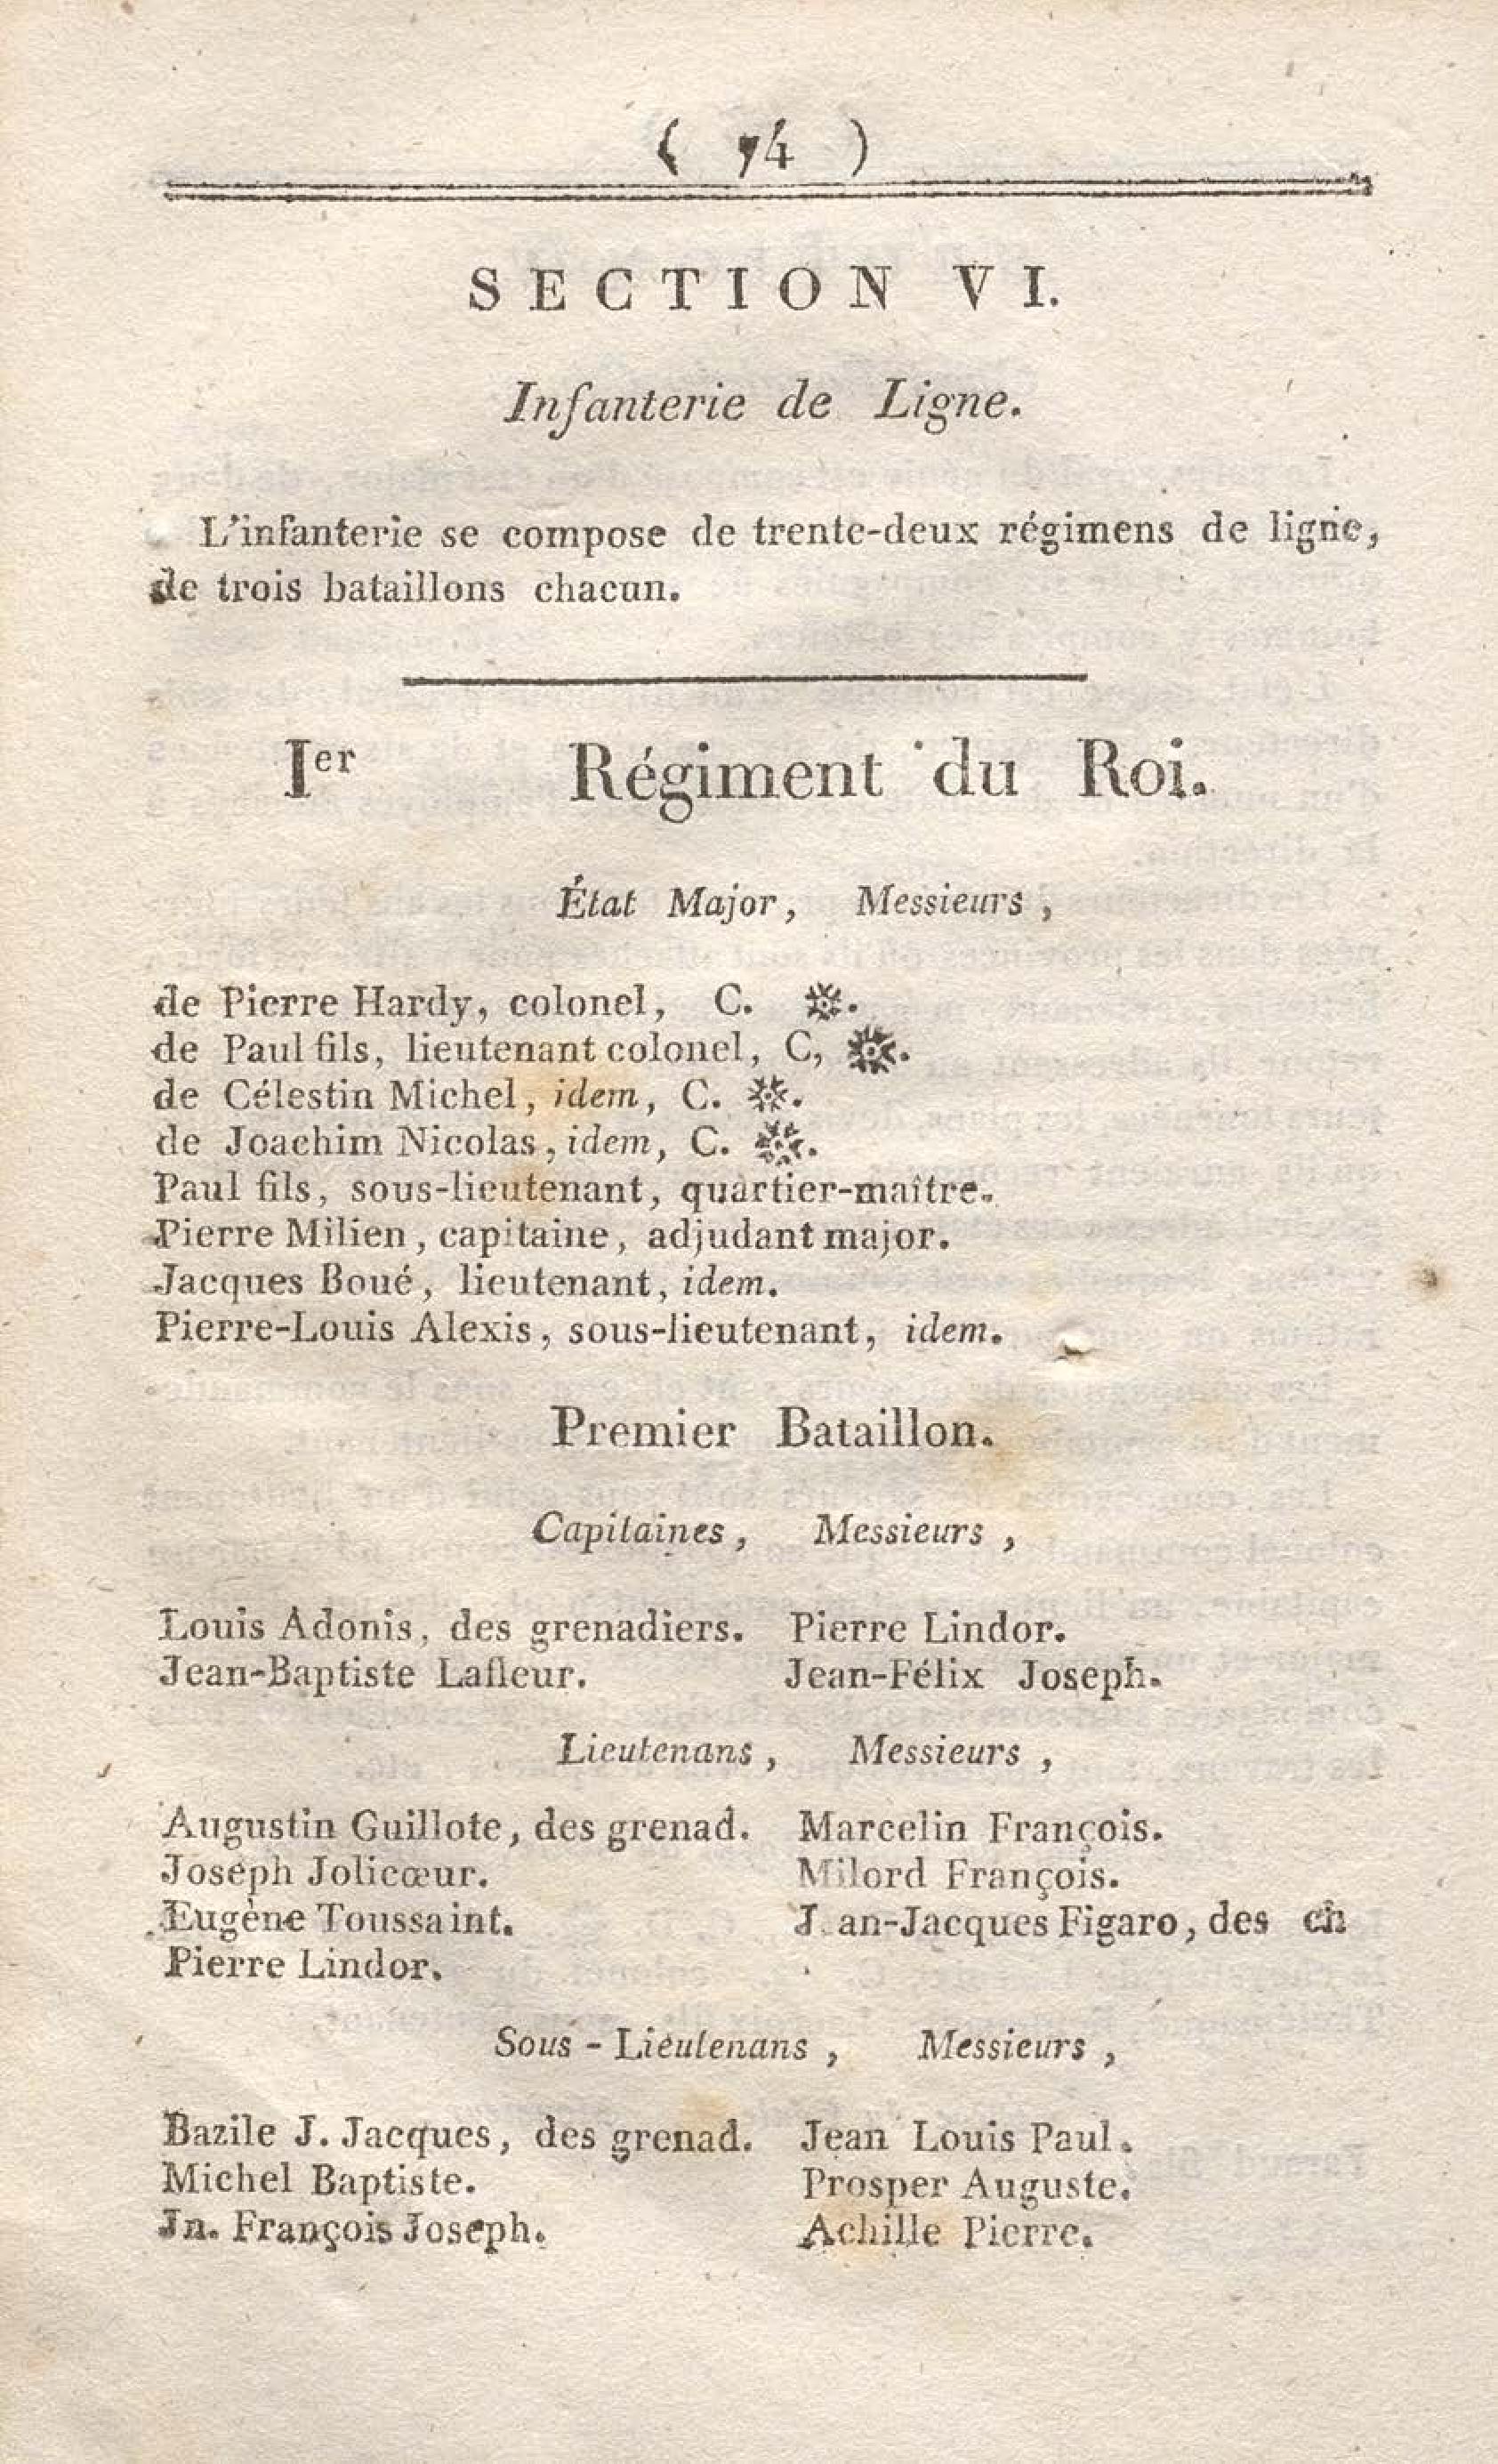 ( 74 )
SECTION VI.
Infanterie de Ligne.
L'infanterie se compose de trente-deux régimens de ligne,
de trois bataillons chacun.
Ier Régiment du Roi.
État Major, Messieurs,
de Pierre Hardy, colonel, C. ❋.
de Paul fils, lieutenant colonel, C, ❋.
de Célestin Michel, idem, C. ❋.
de Joachim Nicolas, idem, C. ❋.
Paul fils, sous-lieutenant, quartier-maître.
Pierre Milien, capitaine, adjudant major.
Jacques Boué, lieutenant, idem.
Pierre-Louis Alexis, sous-lieutenant, idem.
Premier Bataillon.
Capitaines, Messieurs,
Louis Adonis, des grenadiers. Pierre Lindor.
Jean-Baptiste Lafleur. Jean-Félix Joseph.
Lieutenans, Messieurs,
Augustin Guillote, des grenad. Marcelin François.
Joseph Jolicœur. Milord François.
Eugène Toussaint. J an-Jacques Figaro, des ch
Pierre Lindor.
Sous-Lieutenans, Messieurs,
Bazile J. Jacques, des grenad. Jean Louis Paul.
Michel Baptiste. Prosper Auguste.
Jn. François Joseph. Achille Pierre.